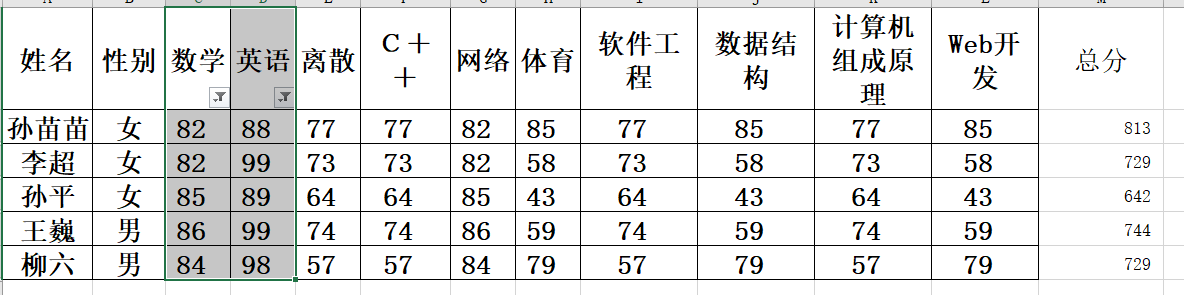 姓名 性别 数学 英语 离散 C++ 网络 体育 软件工程 数据结构 计算机组成原理 Web开发 总分
孙苗苗 女 82 88 77 77 82 85 77 85 77 85 813
李超 女 82 99 73 73 82 58 73 58 73 58 729
孙平 女 85 89 64 64 85 43 64 43 64 43 642
王巍 男 86 99 74 74 86 59 74 59 74 59 744
柳六 男 84 98 57 57 84 79 57 79 57 79 729